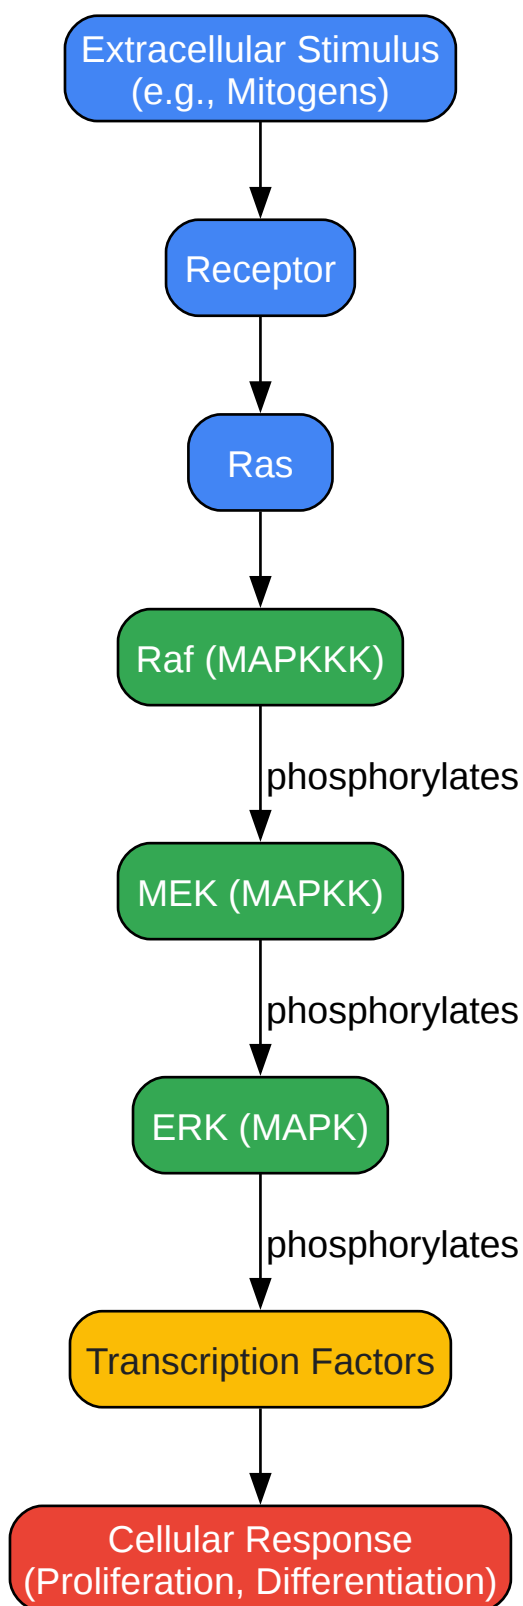 Extracellular Stimulus
(e.g., Mitogens)
Receptor
Ras
Raf (MAPKKK)
phosphorylates
MEK (MAPKK)
phosphorylates
ERK (MAPK)
phosphorylates
Transcription Factors
Cellular Response
(Proliferation, Differentiation)